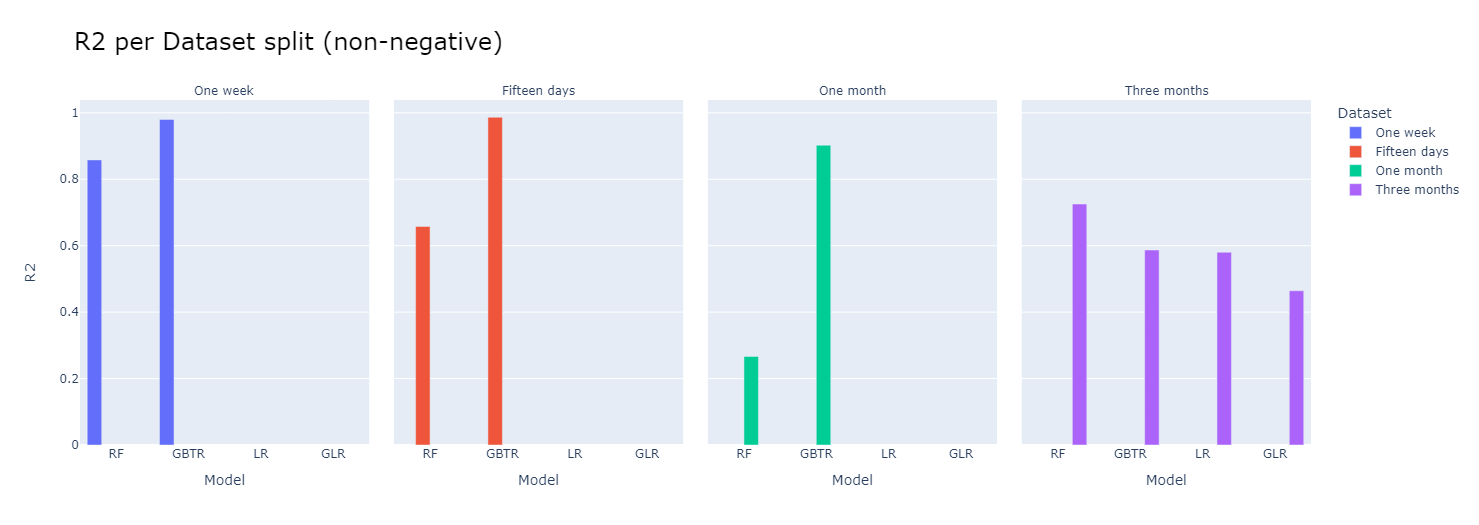 R2 per Dataset split (non-negative)
One week
Fifteen days
One month
Three months
Dataset
One week
Fifteen days
One month
Three months
R2
1
0.8
0.6
0.4
0.2
0
RF GBTR LR GLR
RF GBTR LR GLR
RF GBTR LR GLR
RF GBTR LR GLR
Model
Model
Model
Model